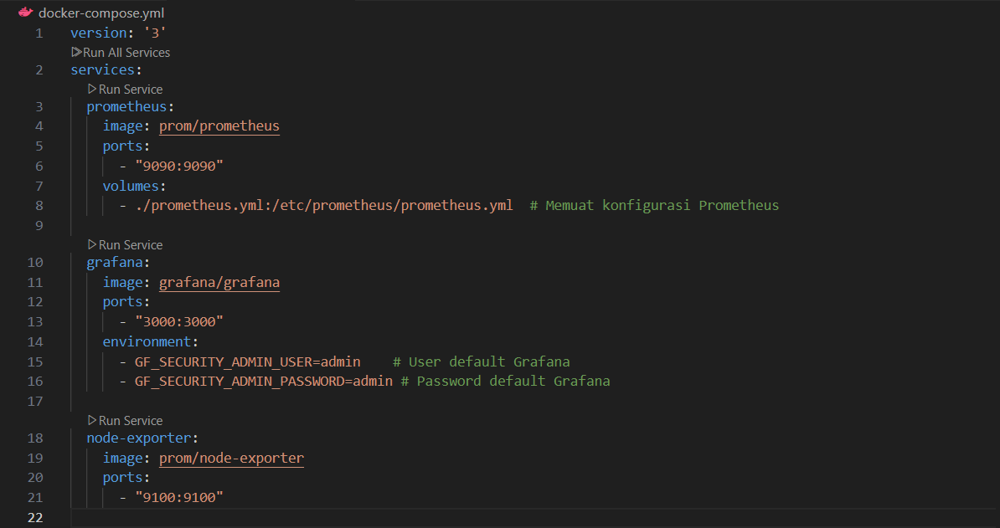 docker-compose.yml
1 version: '3'
Run All Services
2 services:
Run Service
3 prometheus:
4 image: prom/prometheus
5 ports:
6 - "9090:9090"
7 volumes:
8 - ./prometheus.yml:/etc/prometheus/prometheus.yml # Memuat konfigurasi Prometheus
9
Run Service
10 grafana:
11 image: grafana/grafana
12 ports:
13 - "3000:3000"
14 environment:
15 - GF_SECURITY_ADMIN_USER=admin # User default Grafana
16 - GF_SECURITY_ADMIN_PASSWORD=admin # Password default Grafana
17
Run Service
18 node-exporter:
19 image: prom/node-exporter
20 ports:
21 - "9100:9100"
22